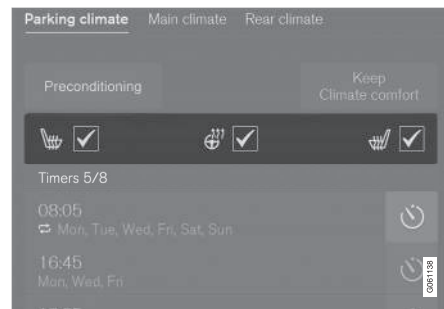 Parking climate Main climate Rear climate
Preconditioning
Keep
Climate comfort
Timers 5/8
08:05
Mon, Tue, Wed, Fri, Sat, Sun
16:45
Mon, Wed, Fri
G061138